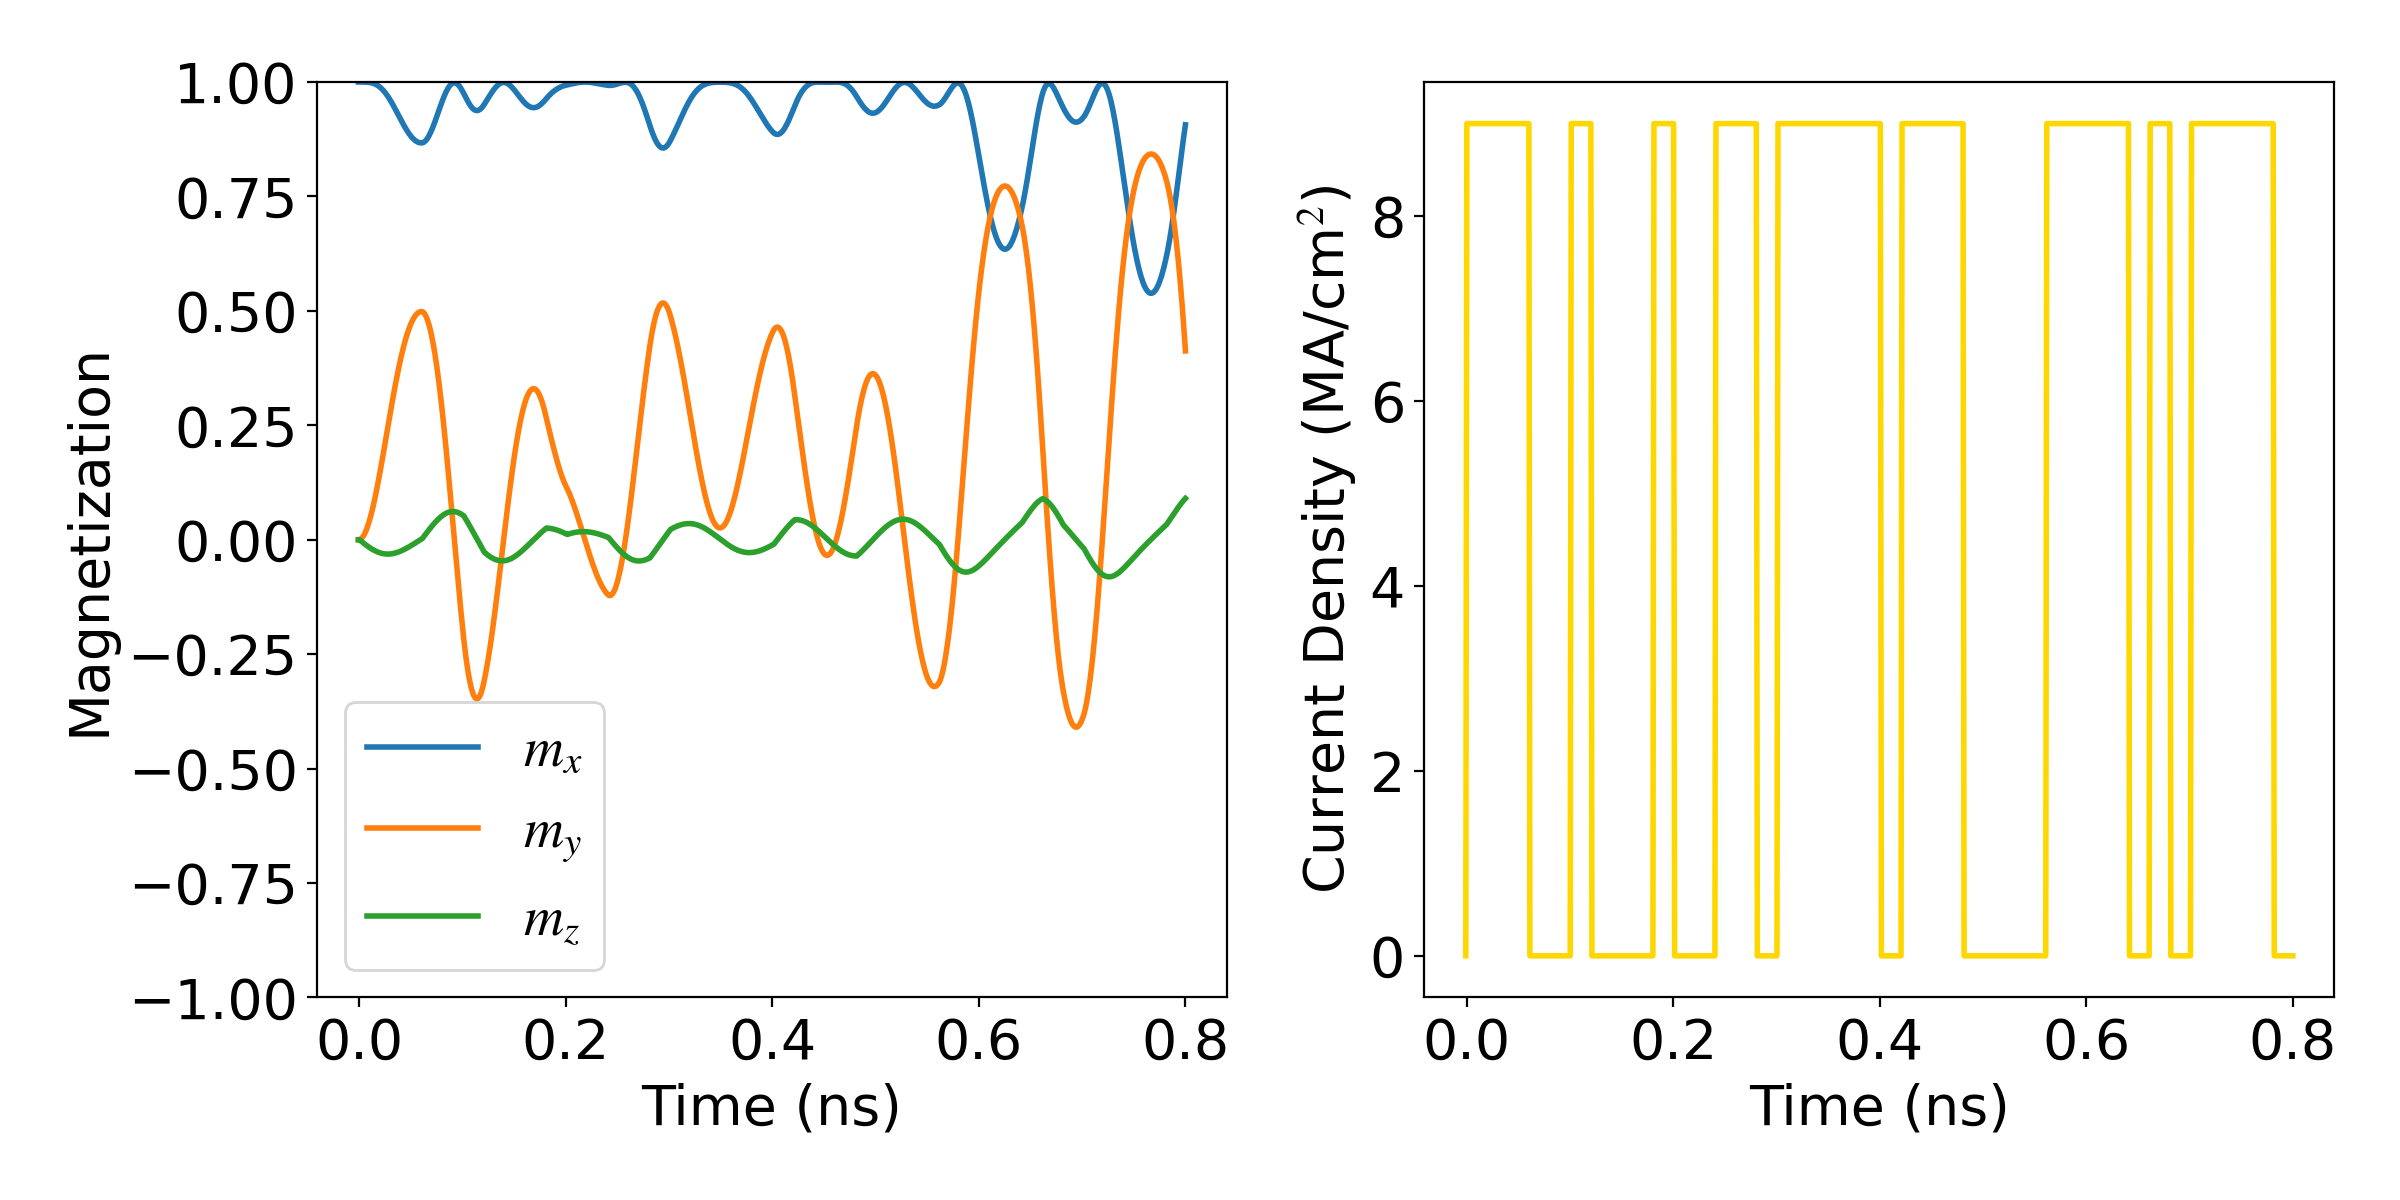 1.00
0.75
0.50
0.25
0.00
−0.25
−0.50
−0.75
−1.00
Magnetization
0.0 0.2 0.4 0.6 0.8
Time (ns)
m_x
m_y
m_z
8
6
4
2
0
Current Density (MA/cm²)
0.0 0.2 0.4 0.6 0.8
Time (ns)